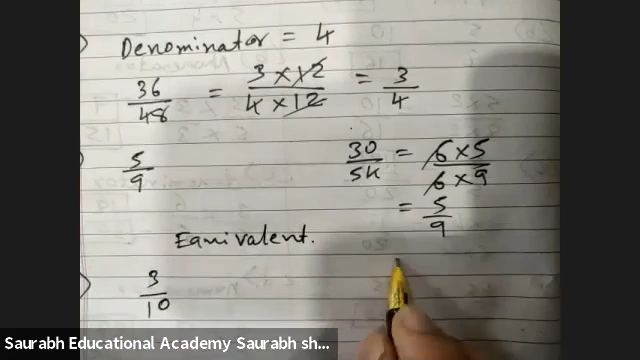 ) Denominator = 4
36/48 = 3 × 12 / 4 × 12 = 3/4
) 5/9
30/54 = 6 × 5 / 6 × 9
= 5/9
Equivalent.
) 3/10
Saurabh Educational Academy Saurabh sh...